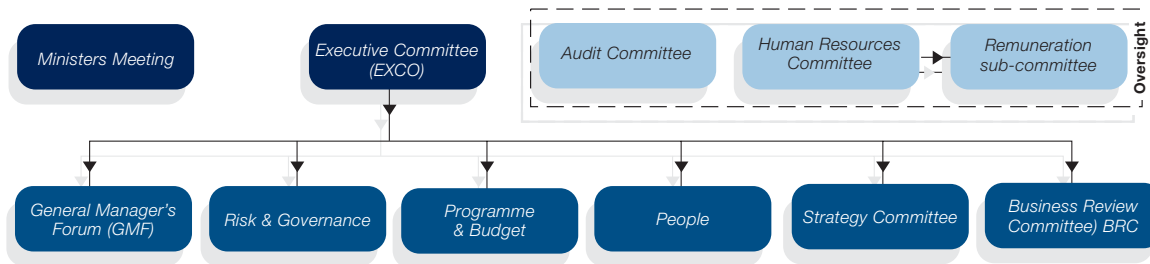 Ministers Meeting
Executive Committee
(EXCO)
Audit Committee
Human Resources
Committee
Remuneration
sub-committee
Oversight
General Manager's
Forum (GMF)
Risk & Governance
Programme
& Budget
People
Strategy Committee
Business Review
Committee) BRC